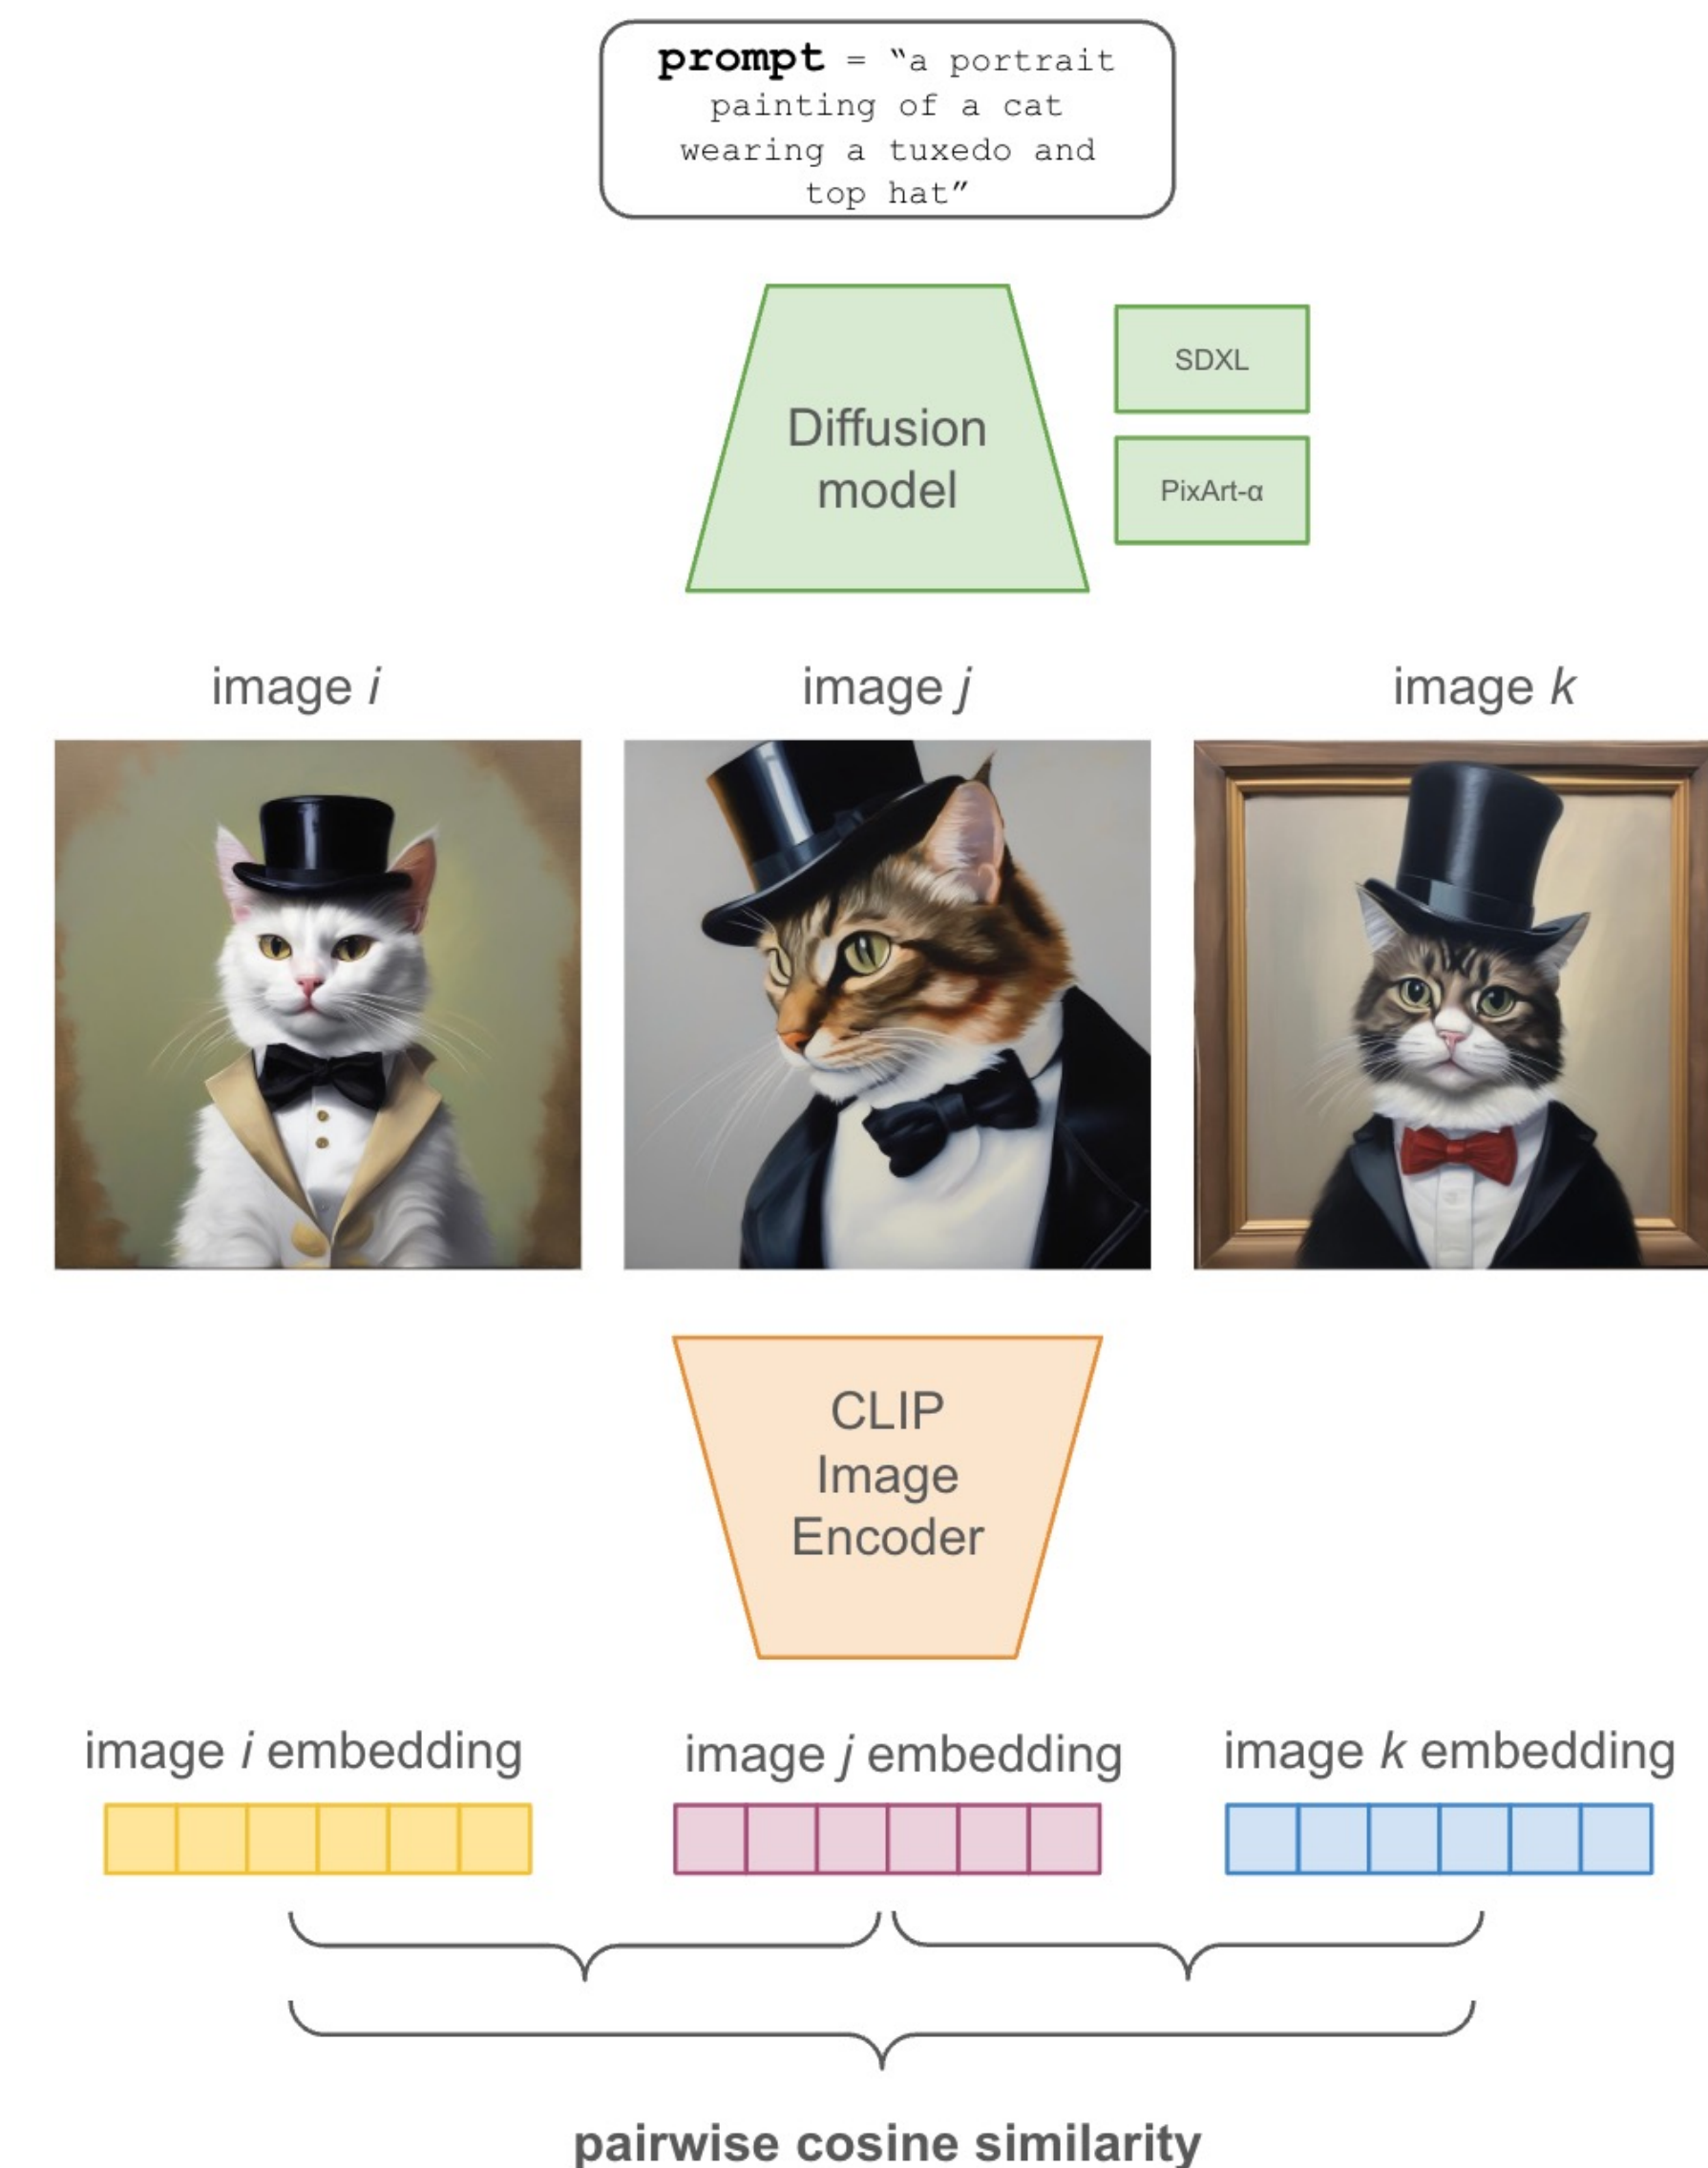 prompt = “a portrait
painting of a cat
wearing a tuxedo and
top hat”
Diffusion
model
SDXL
PixArt-α
image i
image j
image k
CLIP
Image
Encoder
image i embedding
image j embedding
image k embedding
pairwise cosine similarity